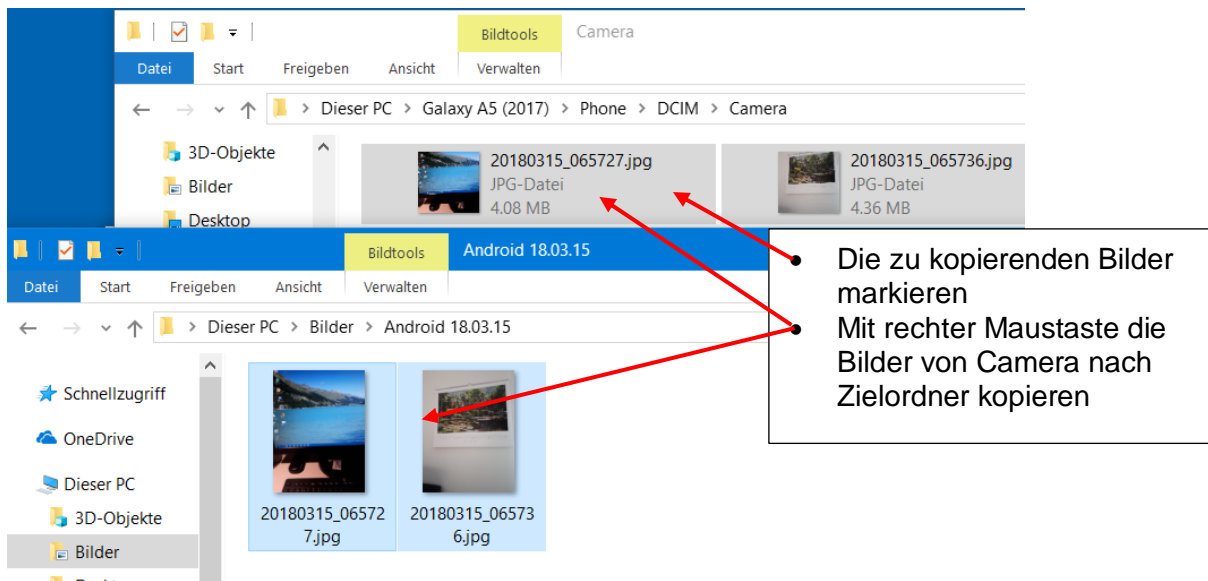 Bildtools Camera
Datei Start Freigeben Ansicht Verwalten
> Dieser PC > Galaxy A5 (2017) > Phone > DCIM > Camera
3D-Objekte
Bilder
Desktop
20180315_065727.jpg
JPG-Datei
4.08 MB
20180315_065736.jpg
JPG-Datei
4.36 MB
Bildtools Android 18.03.15
Datei Start Freigeben Ansicht Verwalten
> Dieser PC > Bilder > Android 18.03.15
Schnellzugriff
OneDrive
Dieser PC
3D-Objekte
Bilder
20180315_06572
7.jpg
20180315_06573
6.jpg
• Die zu kopierenden Bilder
markieren
• Mit rechter Maustaste die
Bilder von Camera nach
Zielordner kopieren